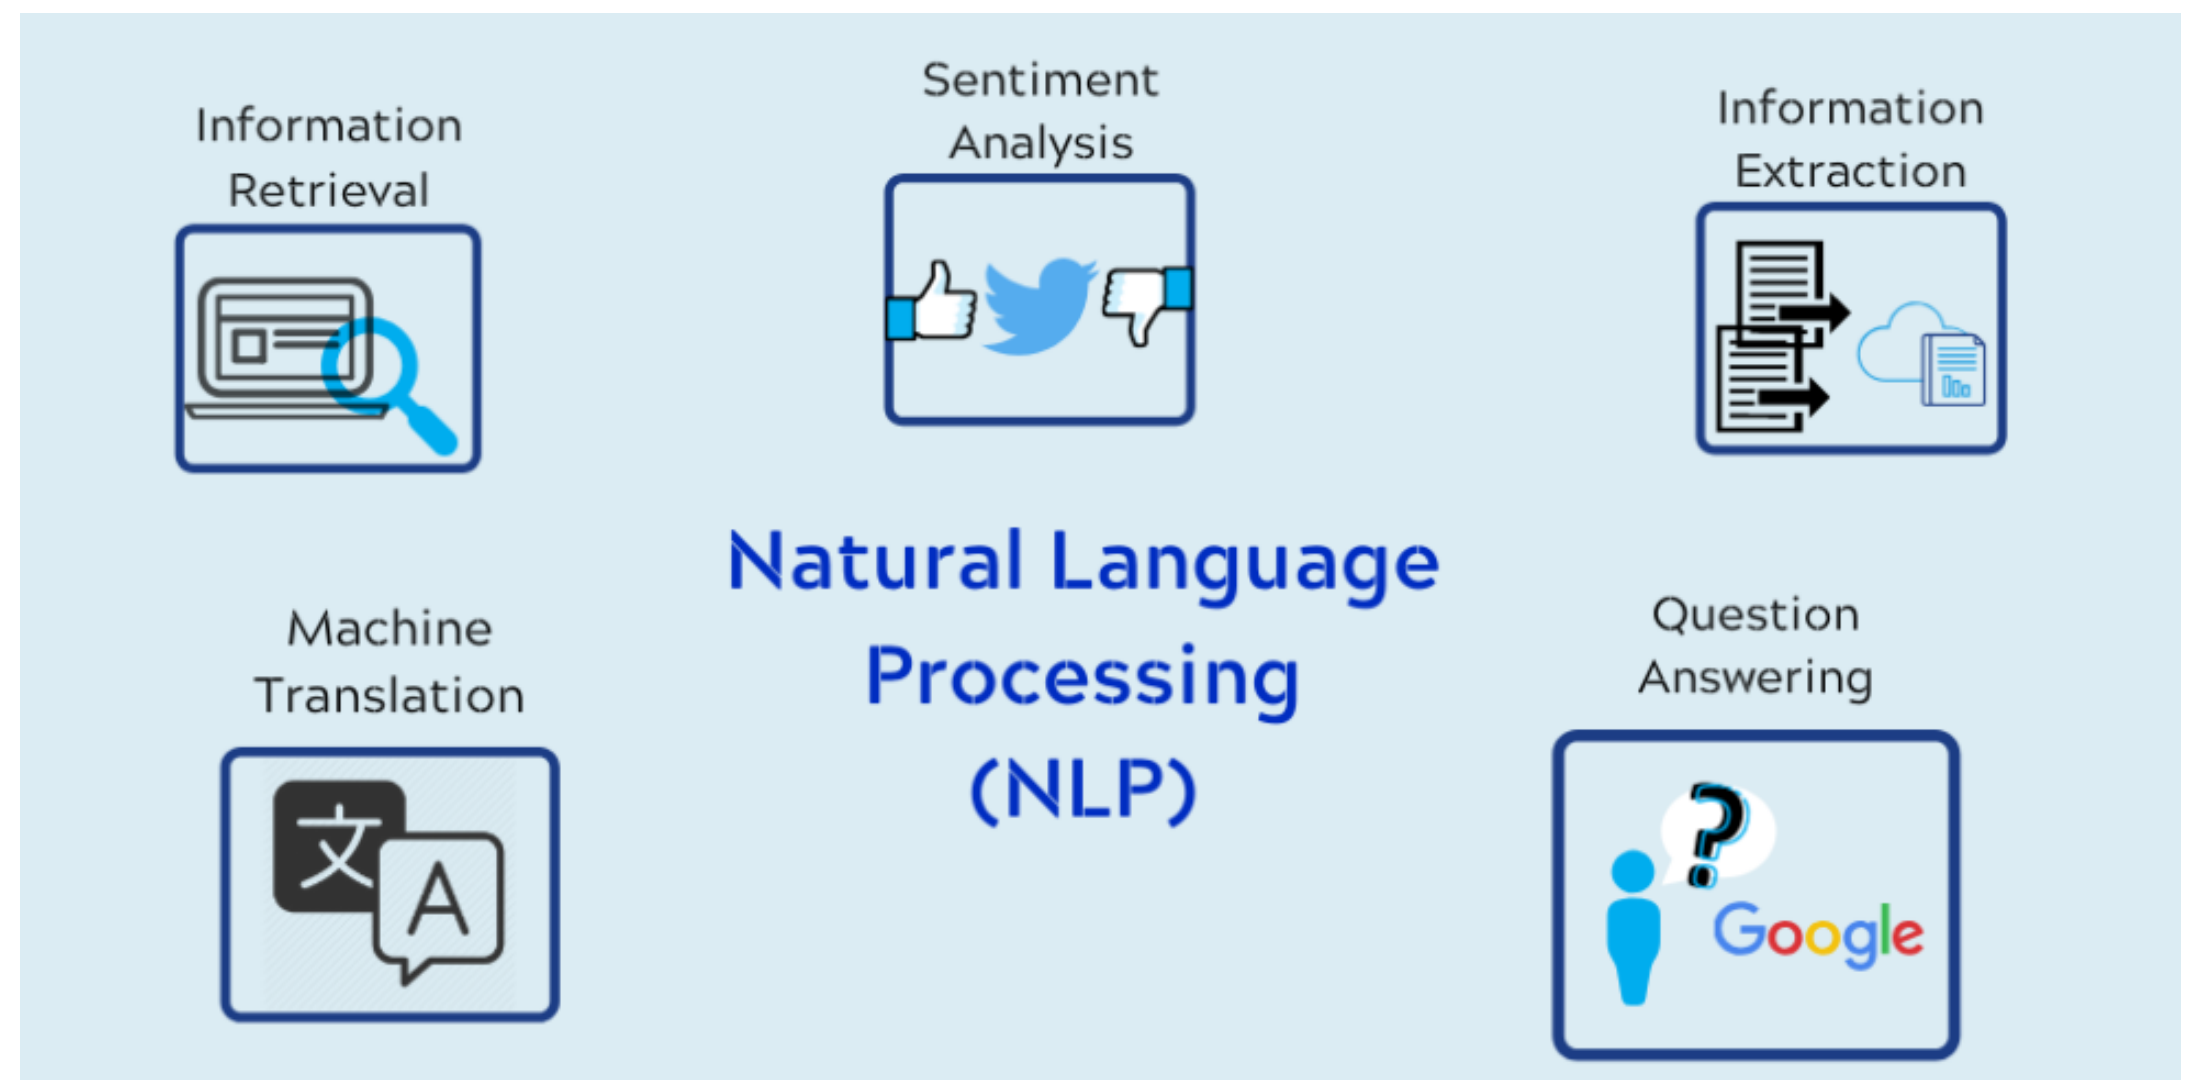 Sentiment
Analysis
Information
Retrieval
Information
Extraction
Natural Language
Processing
(NLP)
Machine
Translation
文
A
Question
Answering
?
Google